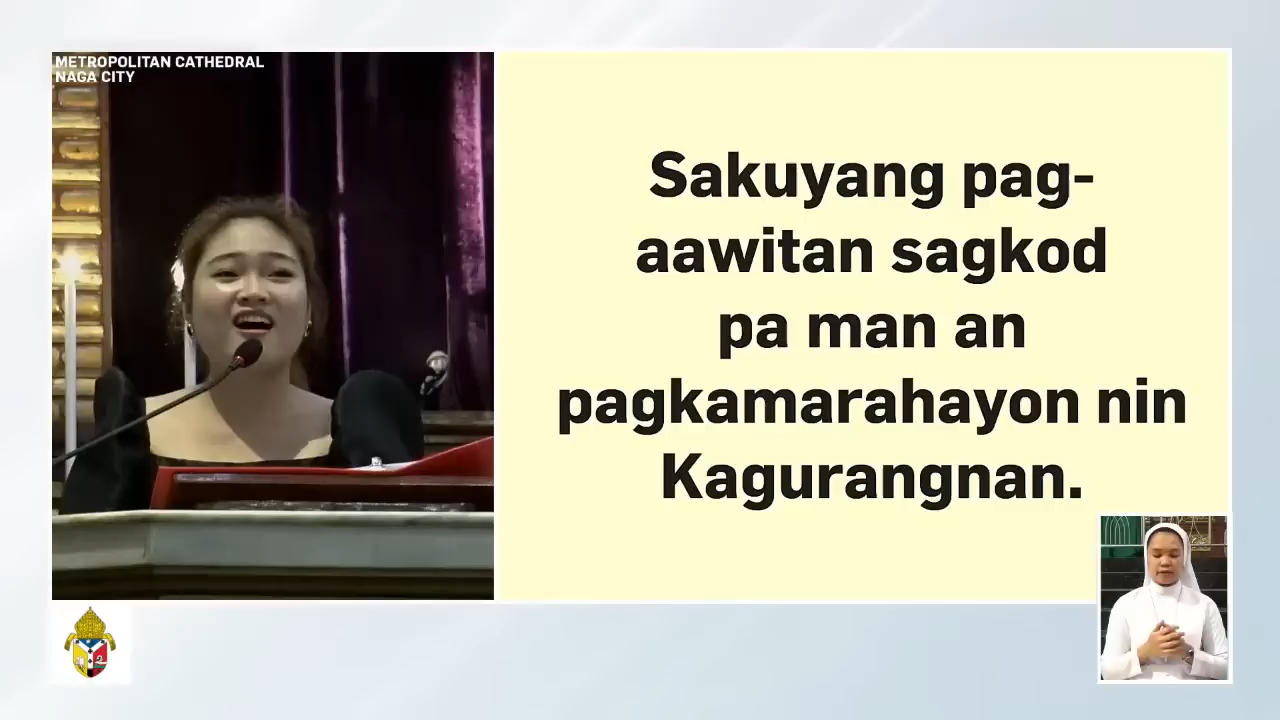 METROPOLITAN CATHEDRAL
NAGA CITY
Sakuyang pag-
aawitan sagkod
pa man an
pagkamarahayon nin
Kagurangnan.